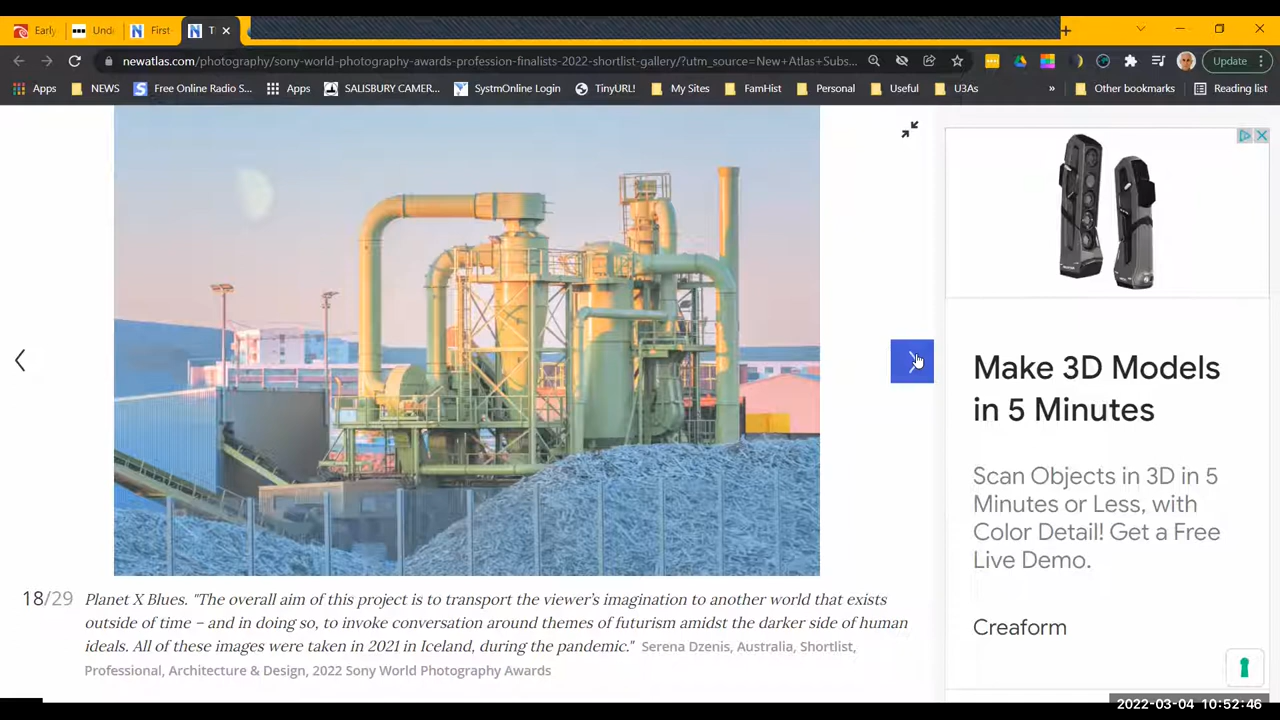 Early
Und
First
T
newatlas.com/photography/sony-world-photography-awards-profession-finalists-2022-shortlist-gallery/?utm_source=New+Atlas+Subs...
Update
Apps
NEWS
Free Online Radio S...
Apps
SALISBURY CAMER...
SystmOnline Login
TinyURL!
My Sites
FamHist
Personal
Useful
U3As
»
Other bookmarks
Reading list
Make 3D Models
in 5 Minutes
Scan Objects in 3D in 5
Minutes or Less, with
Color Detail! Get a Free
Live Demo.
Creaform
18/29
Planet X Blues. "The overall aim of this project is to transport the viewer's imagination to another world that exists
outside of time – and in doing so, to invoke conversation around themes of futurism amidst the darker side of human
ideals. All of these images were taken in 2021 in Iceland, during the pandemic." Serena Dzenis, Australia, Shortlist,
Professional, Architecture & Design, 2022 Sony World Photography Awards
2022-03-04 10:52:46